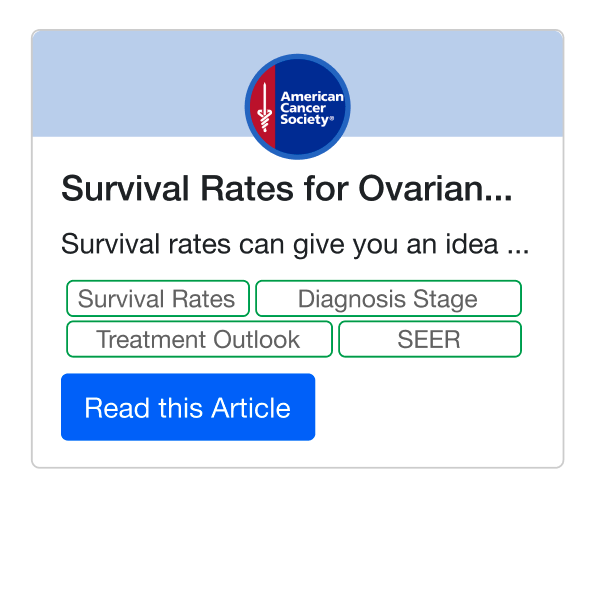 American
Cancer
Society®
Survival Rates for Ovarian...
Survival rates can give you an idea ...
Survival Rates
Diagnosis Stage
Treatment Outlook
SEER
Read this Article